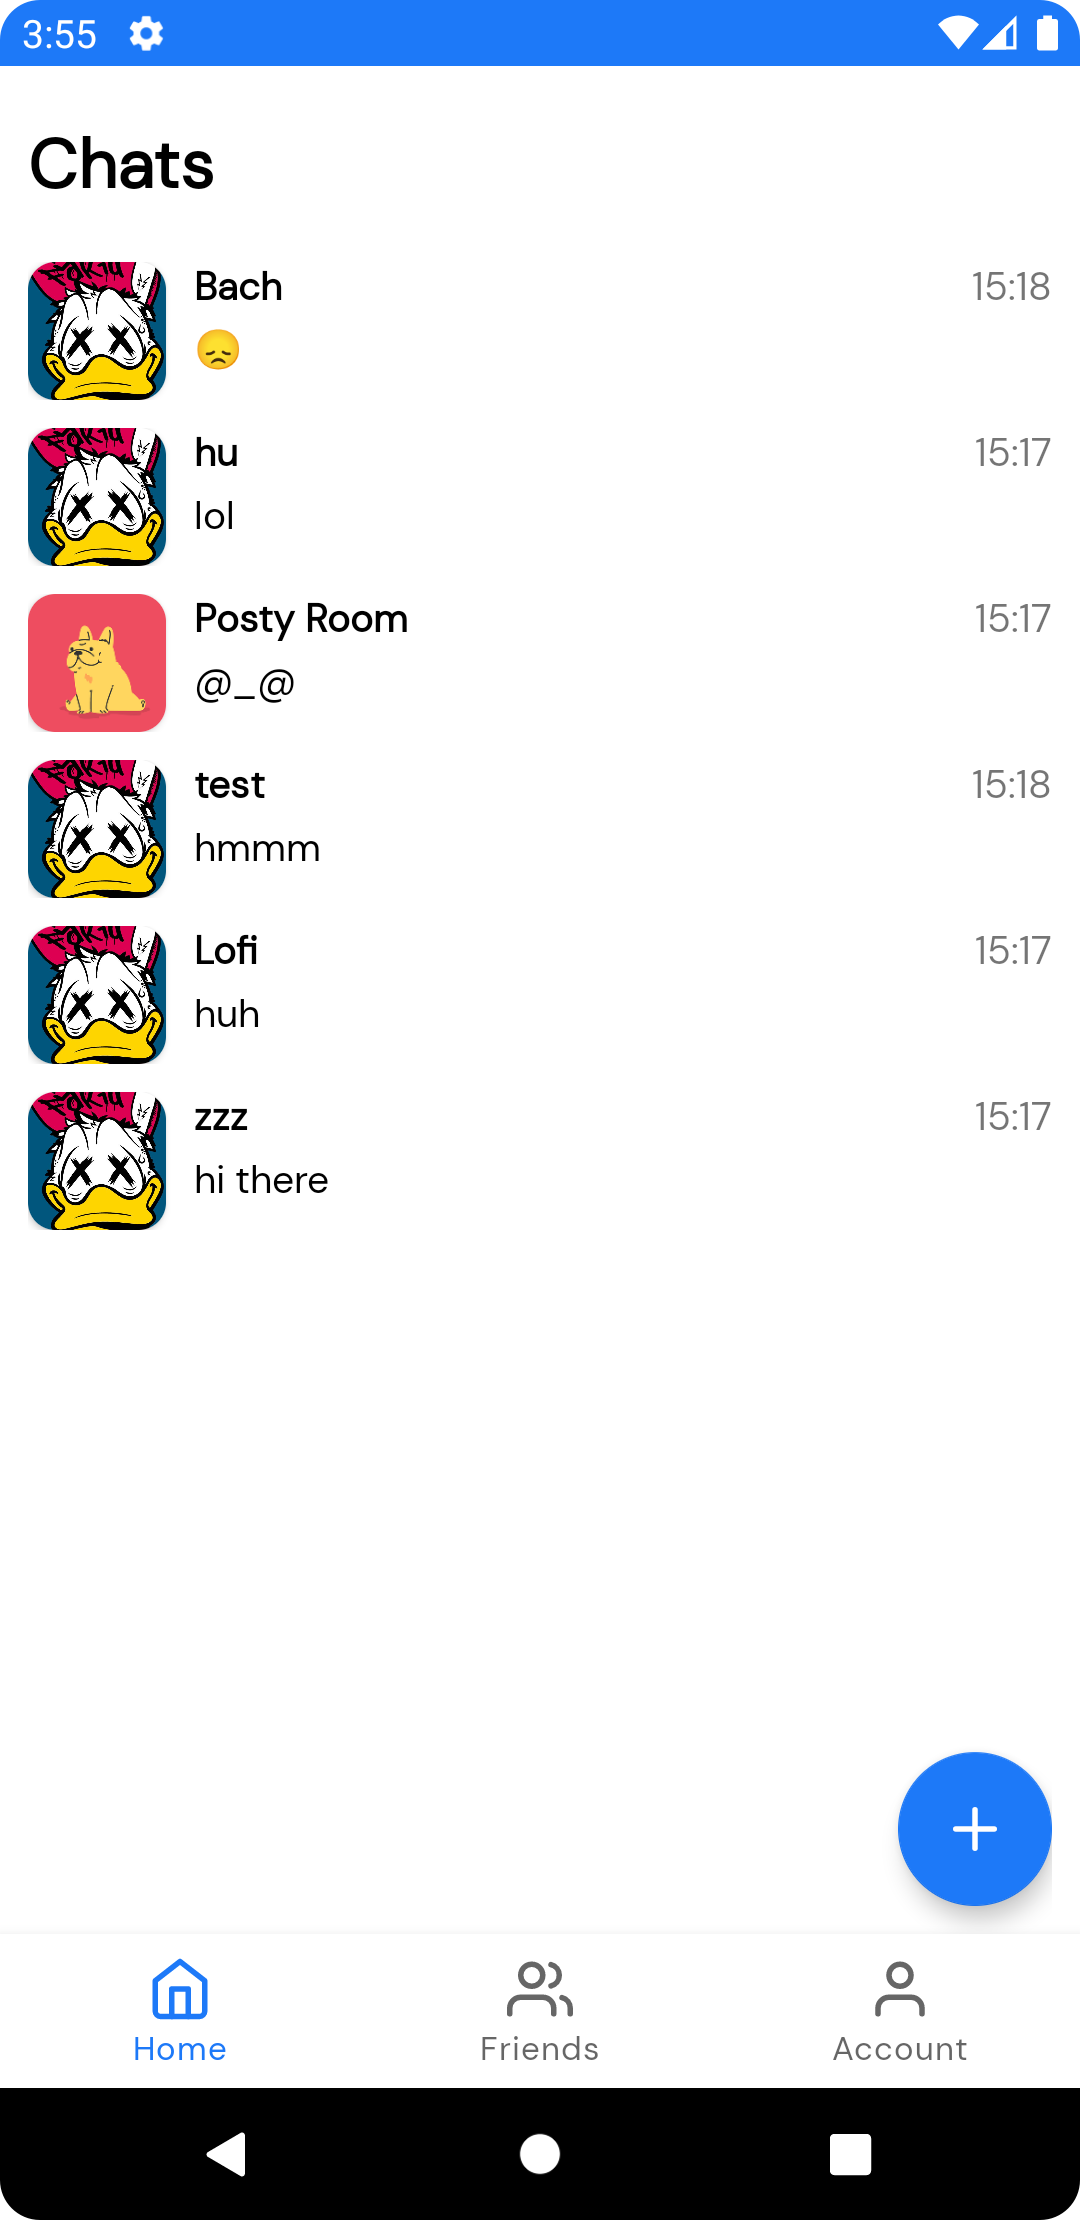 3:55
Chats
Bach 15:18
😞
hu 15:17
lol
Posty Room 15:17
@_@
test 15:18
hmmm
Lofi 15:17
huh
zzz 15:17
hi there
Home Friends Account